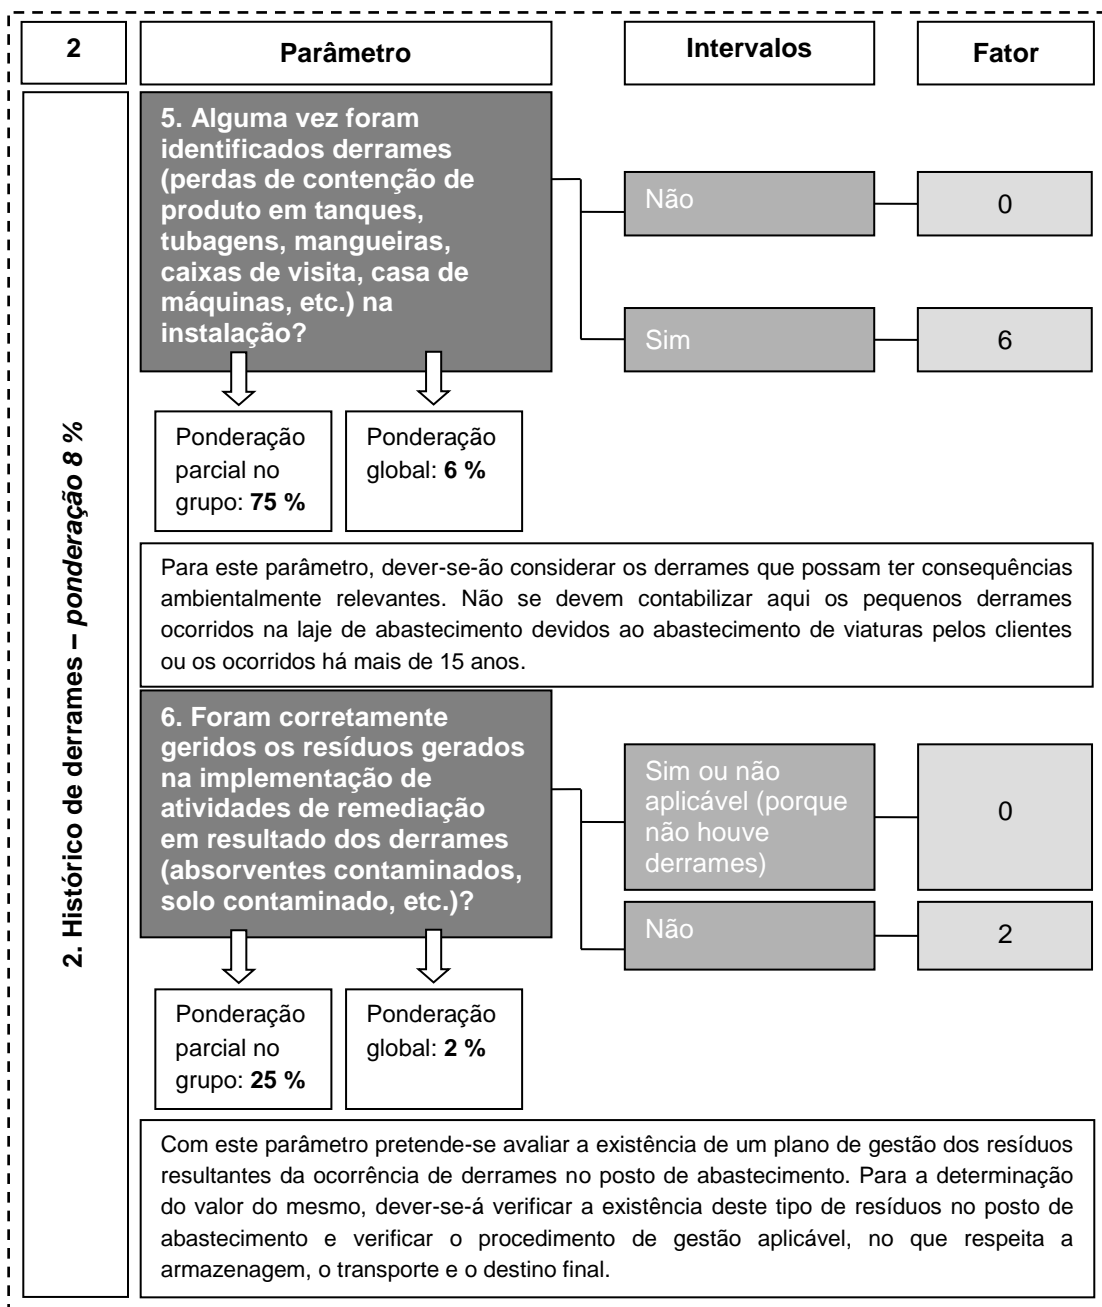 2
Parâmetro
Intervalos
Fator
2. Histórico de derrames – ponderação 8 %
5. Alguma vez foram
identificados derrames
(perdas de contenção de
produto em tanques,
tubagens, mangueiras,
caixas de visita, casa de
máquinas, etc.) na
instalação?
Não
0
Sim
6
Ponderação
parcial no
grupo: 75 %
Ponderação
global: 6 %
Para este parâmetro, dever-se-ão considerar os derrames que possam ter consequências
ambientalmente relevantes. Não se devem contabilizar aqui os pequenos derrames
ocorridos na laje de abastecimento devidos ao abastecimento de viaturas pelos clientes
ou os ocorridos há mais de 15 anos.
6. Foram corretamente
geridos os resíduos gerados
na implementação de
atividades de remediação
em resultado dos derrames
(absorventes contaminados,
solo contaminado, etc.)?
Sim ou não
aplicável (porque
não houve
derrames)
0
Não
2
Ponderação
parcial no
grupo: 25 %
Ponderação
global: 2 %
Com este parâmetro pretende-se avaliar a existência de um plano de gestão dos resíduos
resultantes da ocorrência de derrames no posto de abastecimento. Para a determinação
do valor do mesmo, dever-se-á verificar a existência deste tipo de resíduos no posto de
abastecimento e verificar o procedimento de gestão aplicável, no que respeita a
armazenagem, o transporte e o destino final.